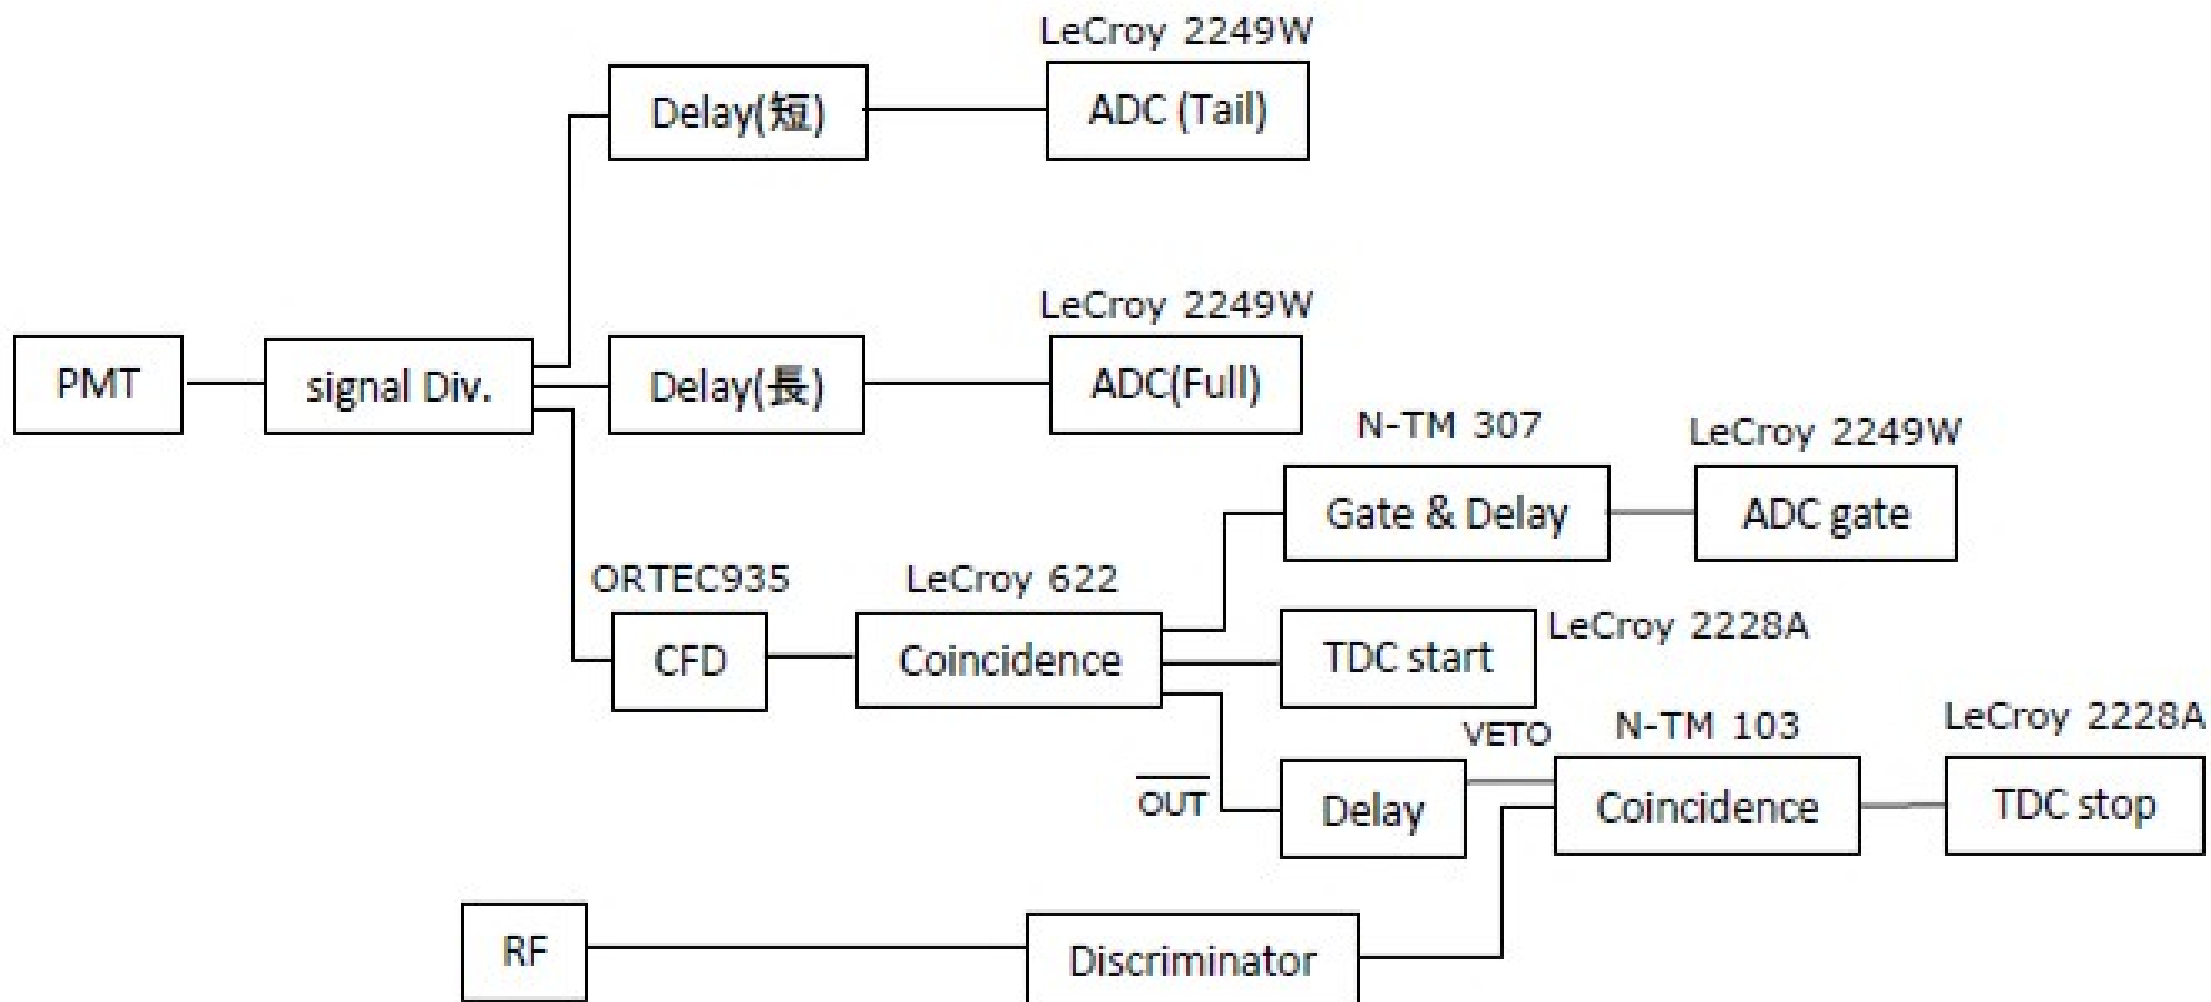 LeCroy 2249W
Delay(短)
ADC (Tail)
LeCroy 2249W
PMT
signal Div.
Delay(長)
ADC(Full)
N-TM 307
LeCroy 2249W
Gate & Delay
ADC gate
ORTEC935
LeCroy 622
CFD
Coincidence
TDC start
LeCroy 2228A
VETO
N-TM 103
LeCroy 2228A
OUT
Delay
Coincidence
TDC stop
RF
Discriminator